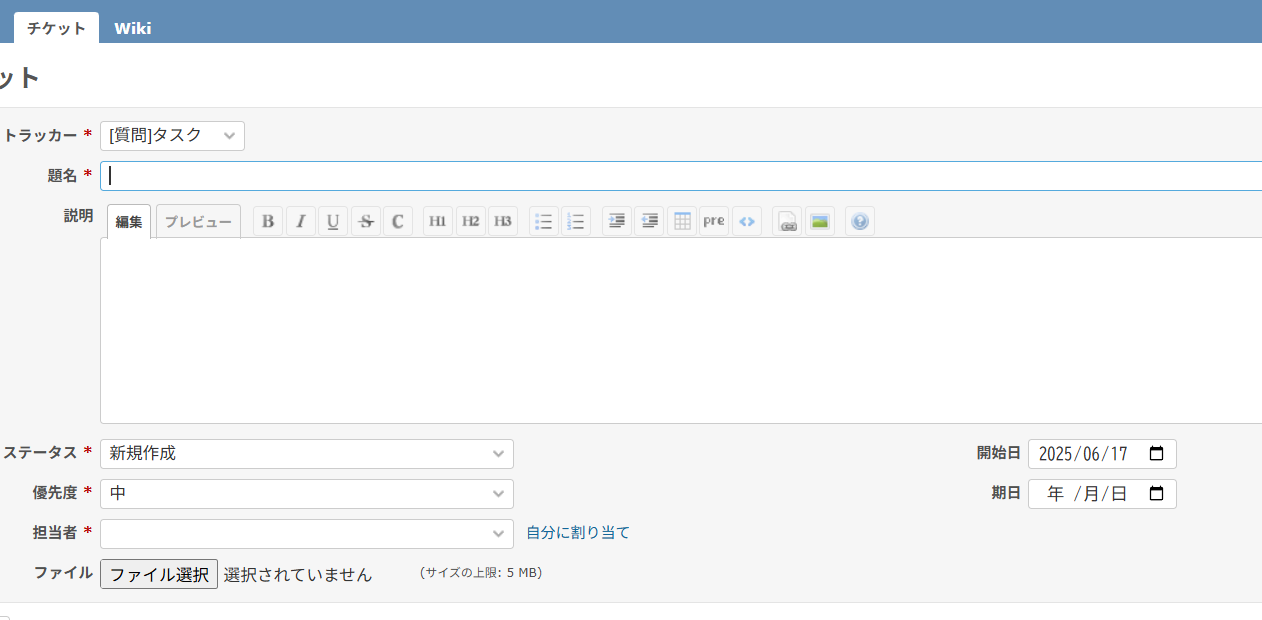 チケット Wiki
ット
トラッカー * [質問]タスク
題名 *
説明 編集 プレビュー B I U S C H1 H2 H3 pre <> ?
ステータス * 新規作成 開始日 2025/06/17
優先度 * 中 期日 年 /月/日
担当者 * 自分に割り当て
ファイル ファイル選択 選択されていません (サイズの上限: 5 MB)